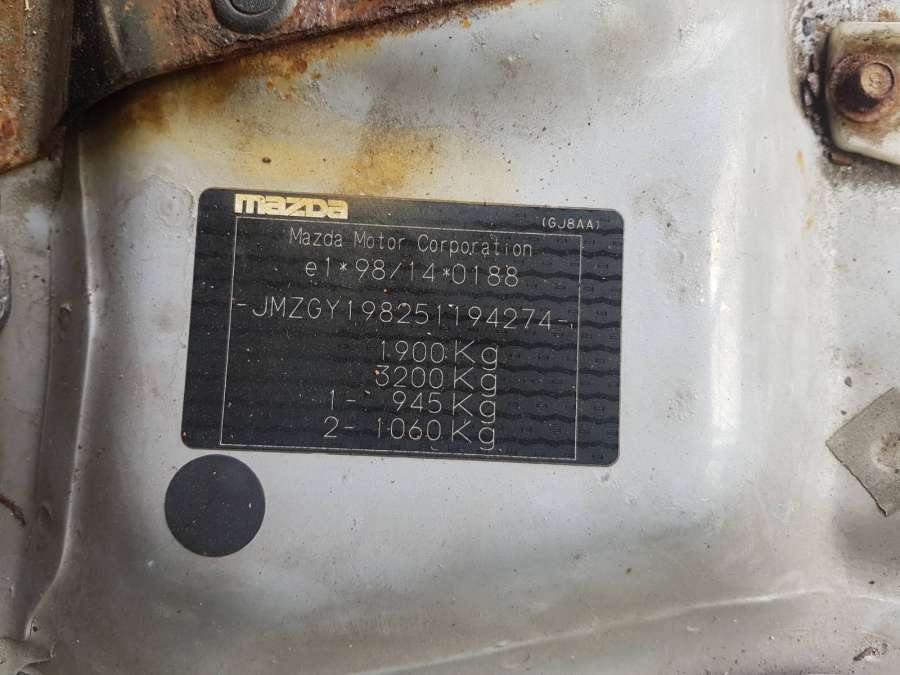 mazda
(GJ8AA)
Mazda Motor Corporation
e1*98/14*0188
-JMZGY198251194274-
1900Kg
3200Kg
1- 945Kg
2- 1060Kg